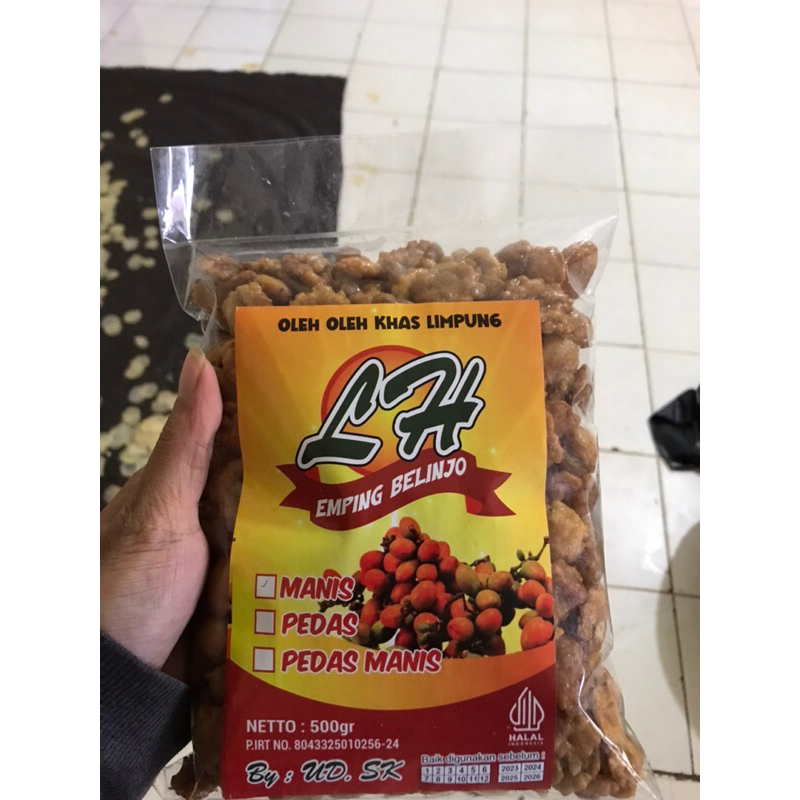 OLEH OLEH KHAS LIMPUNG
LH
EMPING BELINJO
MANIS
PEDAS
PEDAS MANIS
NETTO : 500gr
P.IRT NO. 8043325010256-24
By : UD. SK
HALAL
INDONESIA
Baik digunakan sebelum :
1 2 3 4 5 6 2023 2024
7 8 9 10 11 12 2025 2026